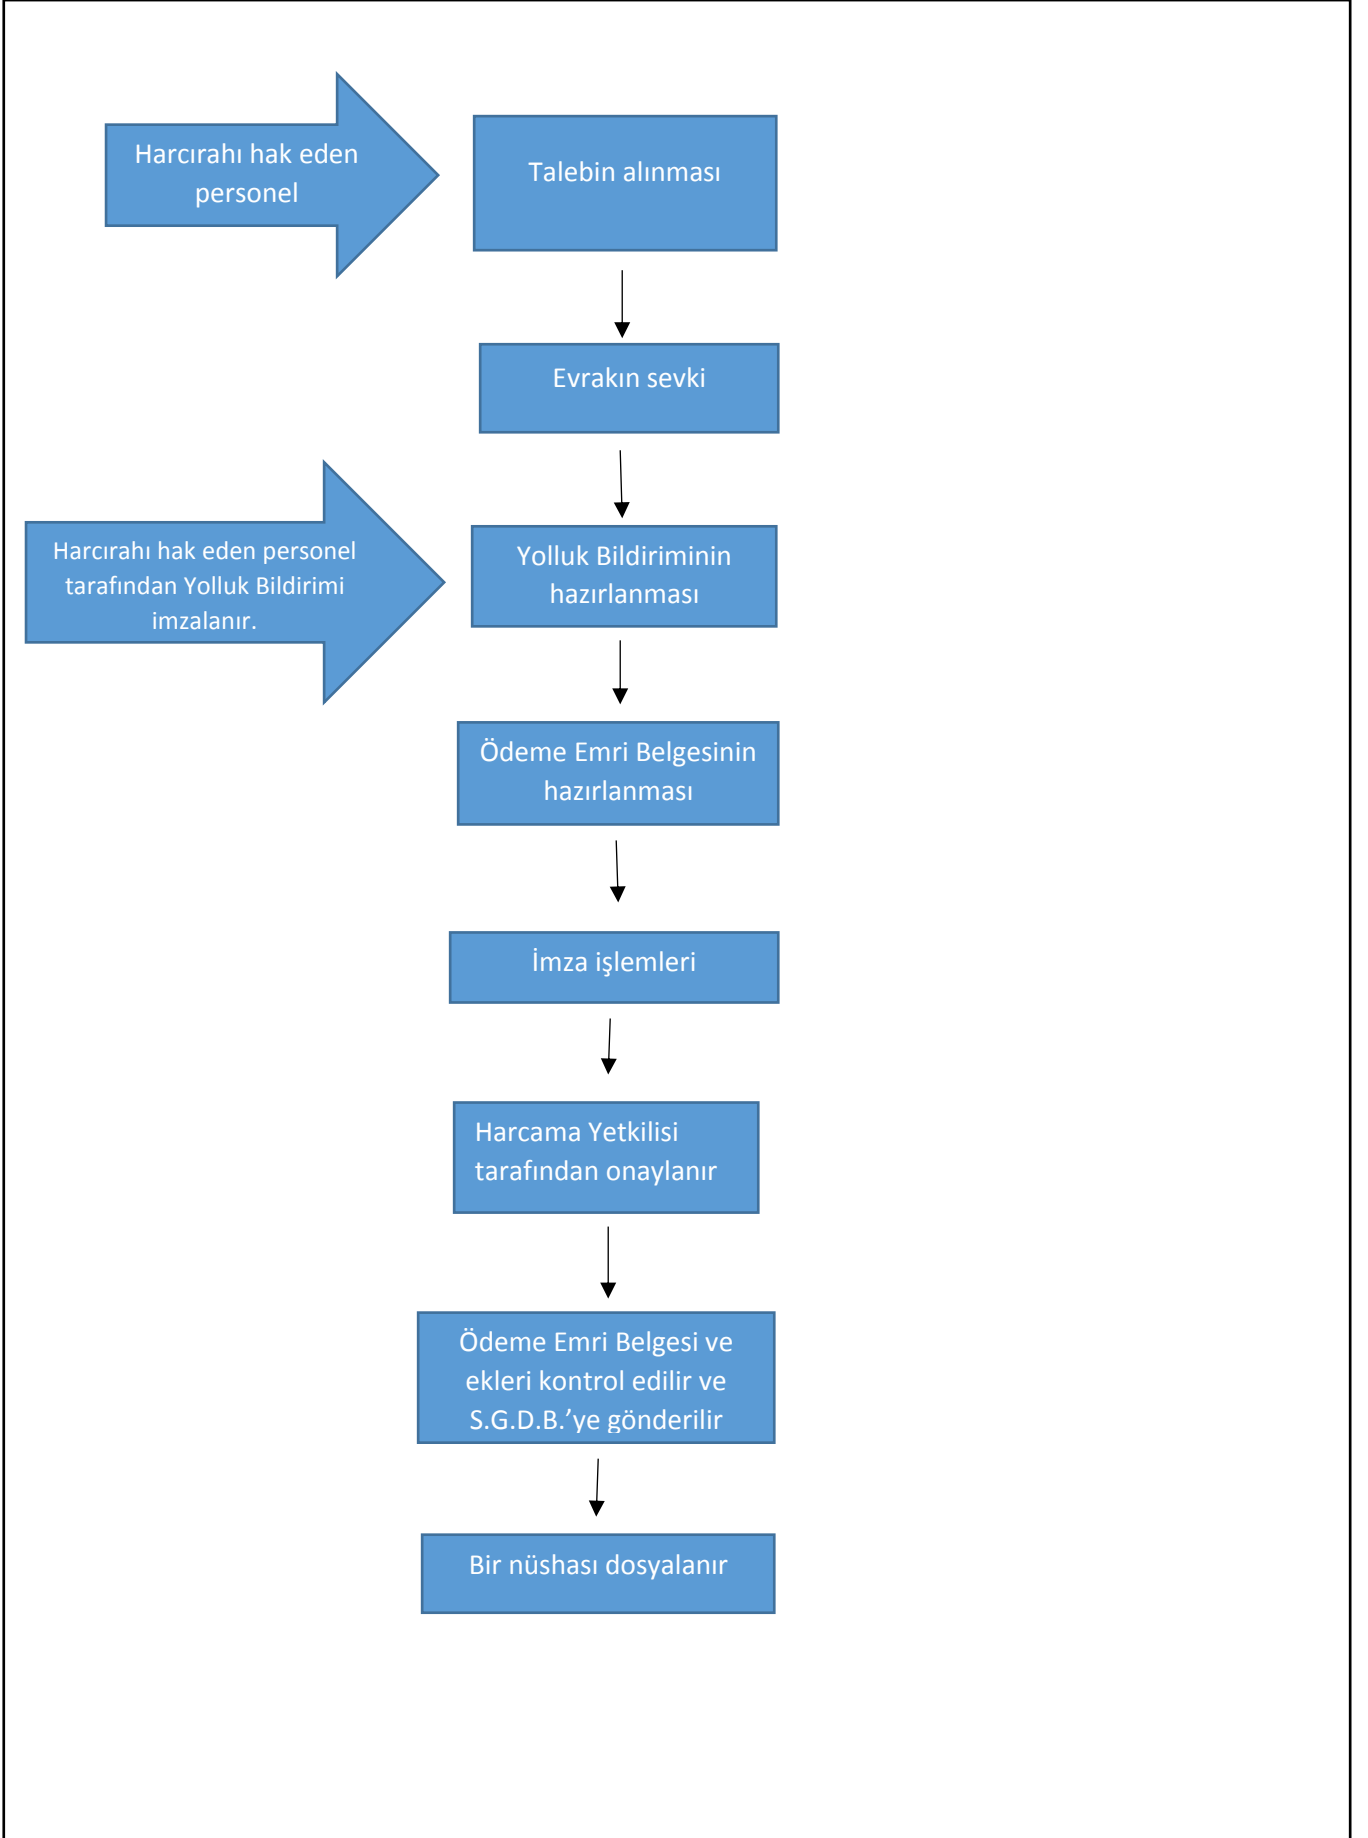 Harcırahı hak eden
personel
Talebin alınması
Evrakın sevki
Harcırahı hak eden personel
tarafından Yolluk Bildirimi
imzalanır.
Yolluk Bildiriminin
hazırlanması
Ödeme Emri Belgesinin
hazırlanması
İmza işlemleri
Harcama Yetkilisi
tarafından onaylanır
Ödeme Emri Belgesi ve
ekleri kontrol edilir ve
S.G.D.B.’ye gönderilir
Bir nüshası dosyalanır